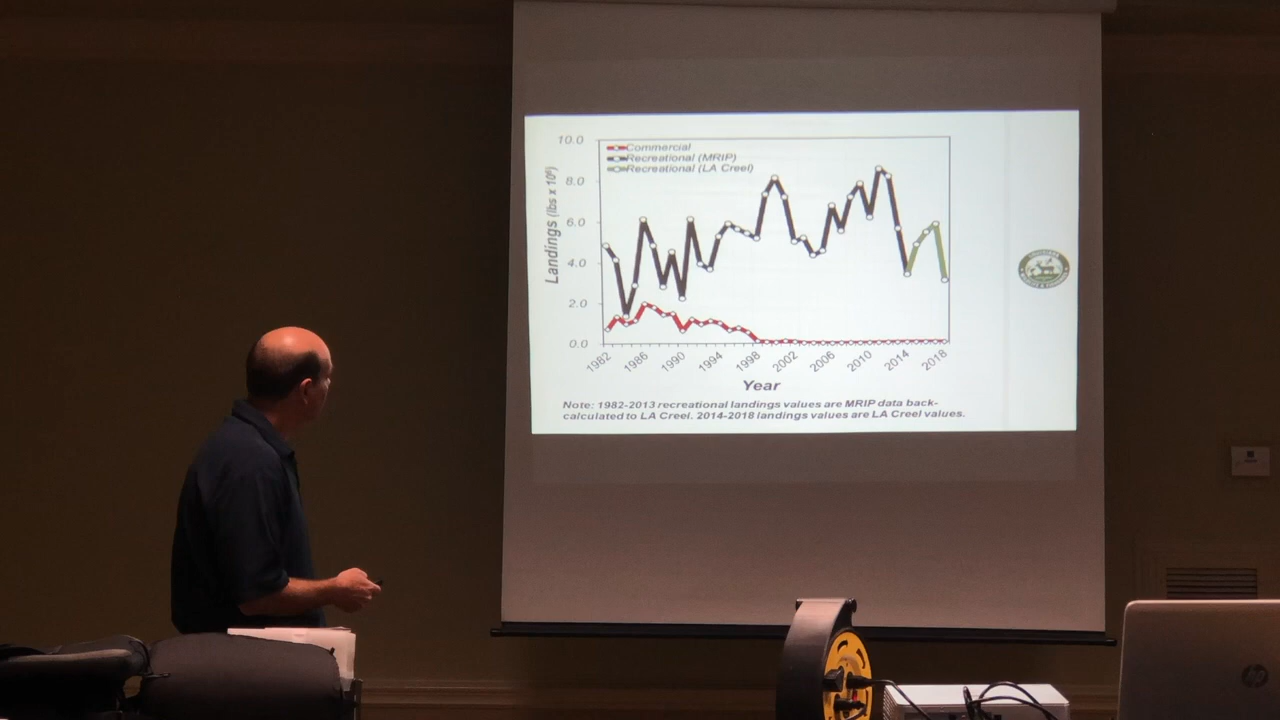 10.0
8.0
6.0
4.0
2.0
0.0
Landings (lbs x 10⁶)
Commercial
Recreational (MRIP)
Recreational (LA Creel)
1982 1986 1990 1994 1998 2002 2006 2010 2014 2018
Year
Note: 1982-2013 recreational landings values are MRIP data back-
calculated to LA Creel. 2014-2018 landings values are LA Creel values.
hp